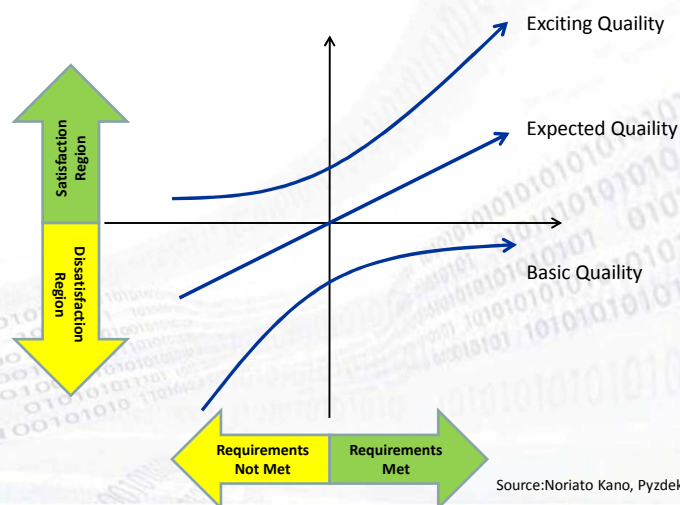 Exciting Quaility
Expected Quaility
Basic Quaility
Satisfaction
Region
Dissatisfaction
Region
Requirements
Not Met
Requirements
Met
Source:Noriato Kano, Pyzdek